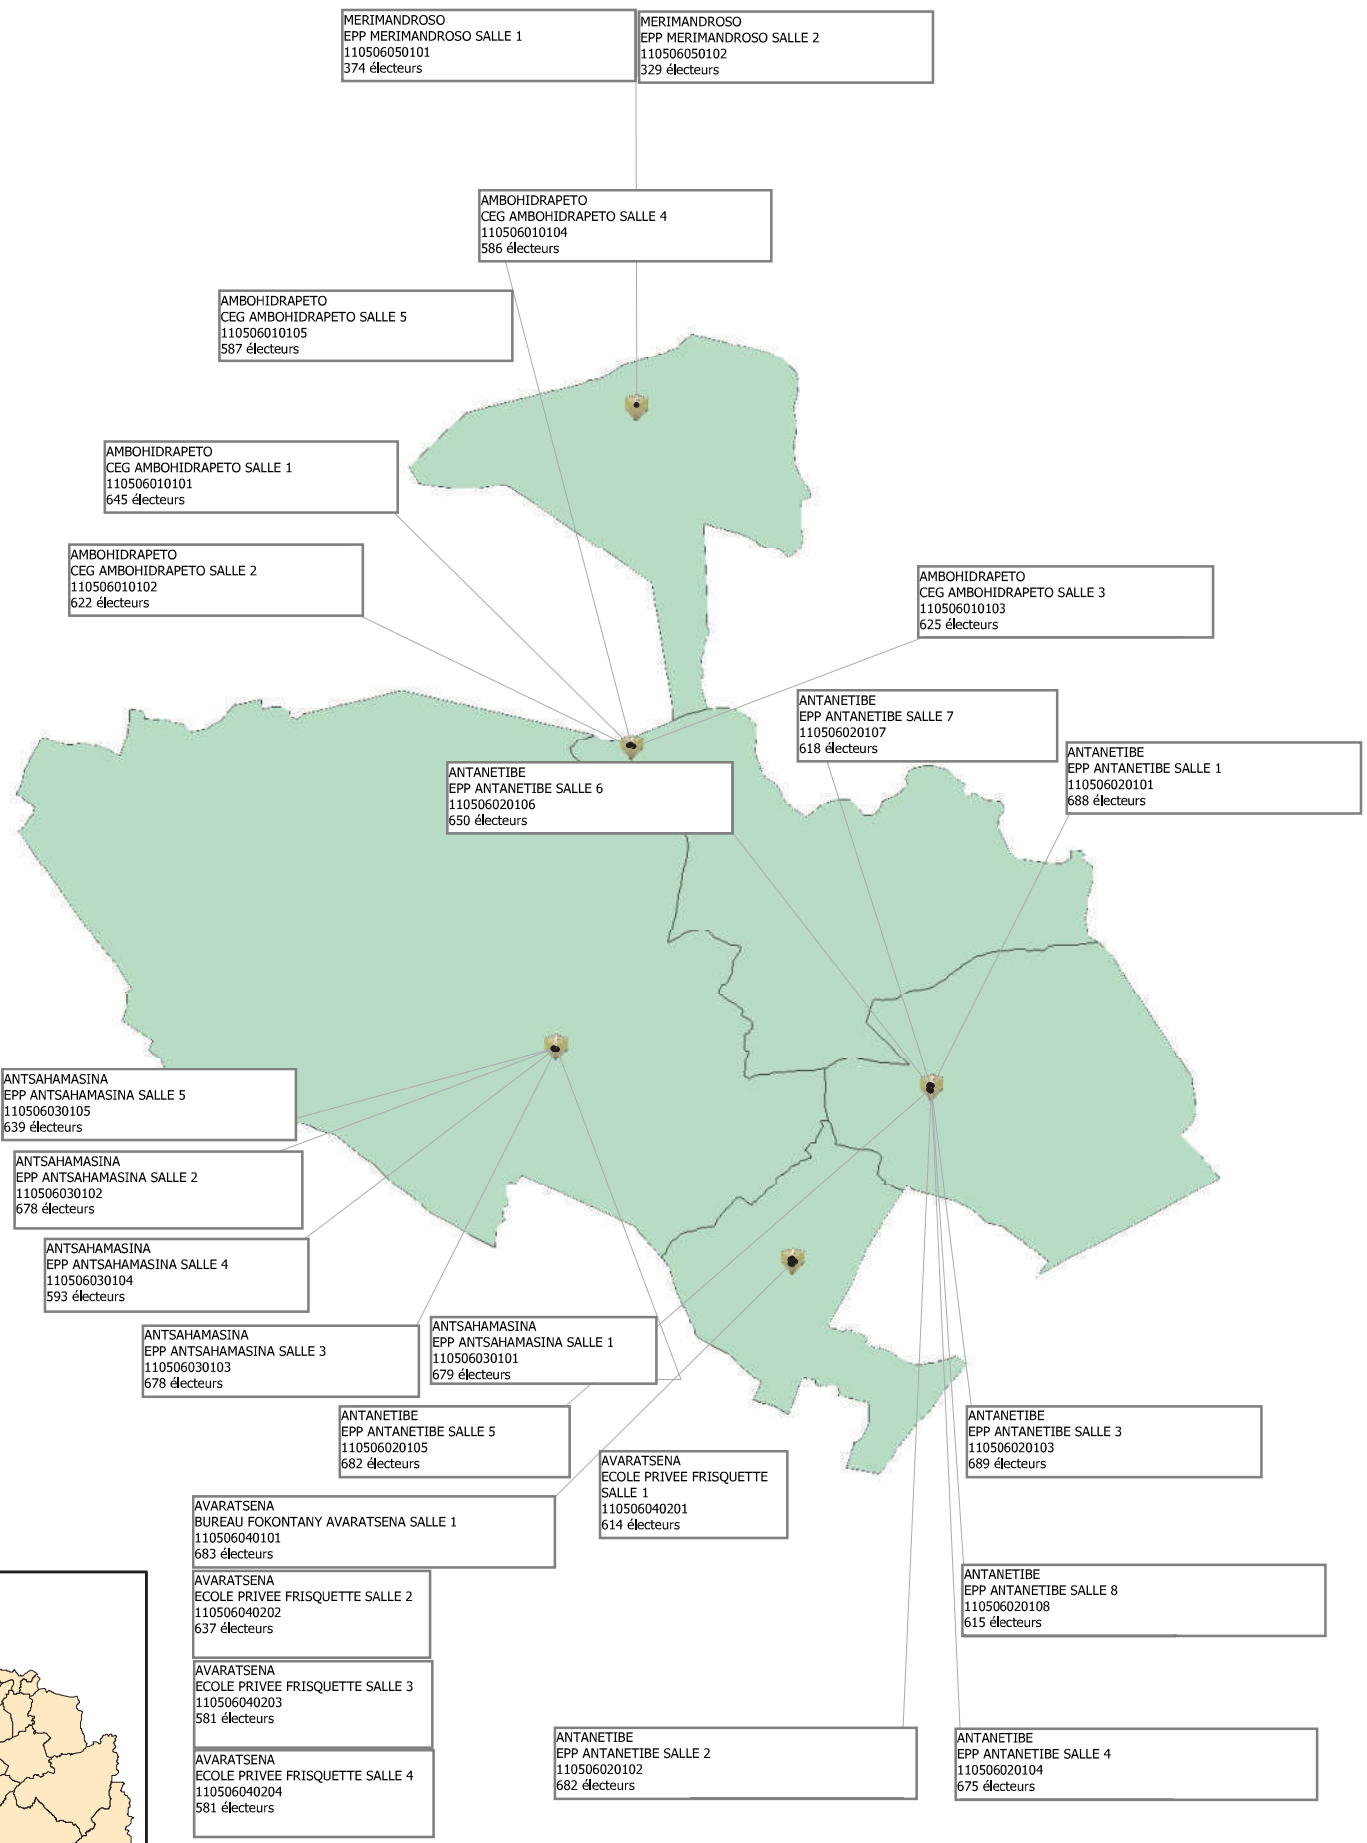 MERIMANDROSO
EPP MERIMANDROSO SALLE 1
110506050101
374 électeurs
MERIMANDROSO
EPP MERIMANDROSO SALLE 2
110506050102
329 électeurs
AMBOHIDRAPETO
CEG AMBOHIDRAPETO SALLE 4
110506010104
586 électeurs
AMBOHIDRAPETO
CEG AMBOHIDRAPETO SALLE 5
110506010105
587 électeurs
AMBOHIDRAPETO
CEG AMBOHIDRAPETO SALLE 1
110506010101
645 électeurs
AMBOHIDRAPETO
CEG AMBOHIDRAPETO SALLE 2
110506010102
622 électeurs
AMBOHIDRAPETO
CEG AMBOHIDRAPETO SALLE 3
110506010103
625 électeurs
ANTANETIBE
EPP ANTANETIBE SALLE 7
110506020107
618 électeurs
ANTANETIBE
EPP ANTANETIBE SALLE 1
110506020101
688 électeurs
ANTANETIBE
EPP ANTANETIBE SALLE 6
110506020106
650 électeurs
ANTSAHAMASINA
EPP ANTSAHAMASINA SALLE 5
110506030105
639 électeurs
ANTSAHAMASINA
EPP ANTSAHAMASINA SALLE 2
110506030102
678 électeurs
ANTSAHAMASINA
EPP ANTSAHAMASINA SALLE 4
110506030104
593 électeurs
ANTSAHAMASINA
EPP ANTSAHAMASINA SALLE 3
110506030103
678 électeurs
ANTSAHAMASINA
EPP ANTSAHAMASINA SALLE 1
110506030101
679 électeurs
ANTANETIBE
EPP ANTANETIBE SALLE 5
110506020105
682 électeurs
ANTANETIBE
EPP ANTANETIBE SALLE 3
110506020103
689 électeurs
AVARATSENA
ECOLE PRIVEE FRISQUETTE
SALLE 1
110506040201
614 électeurs
AVARATSENA
BUREAU FOKONTANY AVARATSENA SALLE 1
110506040101
683 électeurs
AVARATSENA
ECOLE PRIVEE FRISQUETTE SALLE 2
110506040202
637 électeurs
ANTANETIBE
EPP ANTANETIBE SALLE 8
110506020108
615 électeurs
AVARATSENA
ECOLE PRIVEE FRISQUETTE SALLE 3
110506040203
581 électeurs
AVARATSENA
ECOLE PRIVEE FRISQUETTE SALLE 4
110506040204
581 électeurs
ANTANETIBE
EPP ANTANETIBE SALLE 2
110506020102
682 électeurs
ANTANETIBE
EPP ANTANETIBE SALLE 4
110506020104
675 électeurs